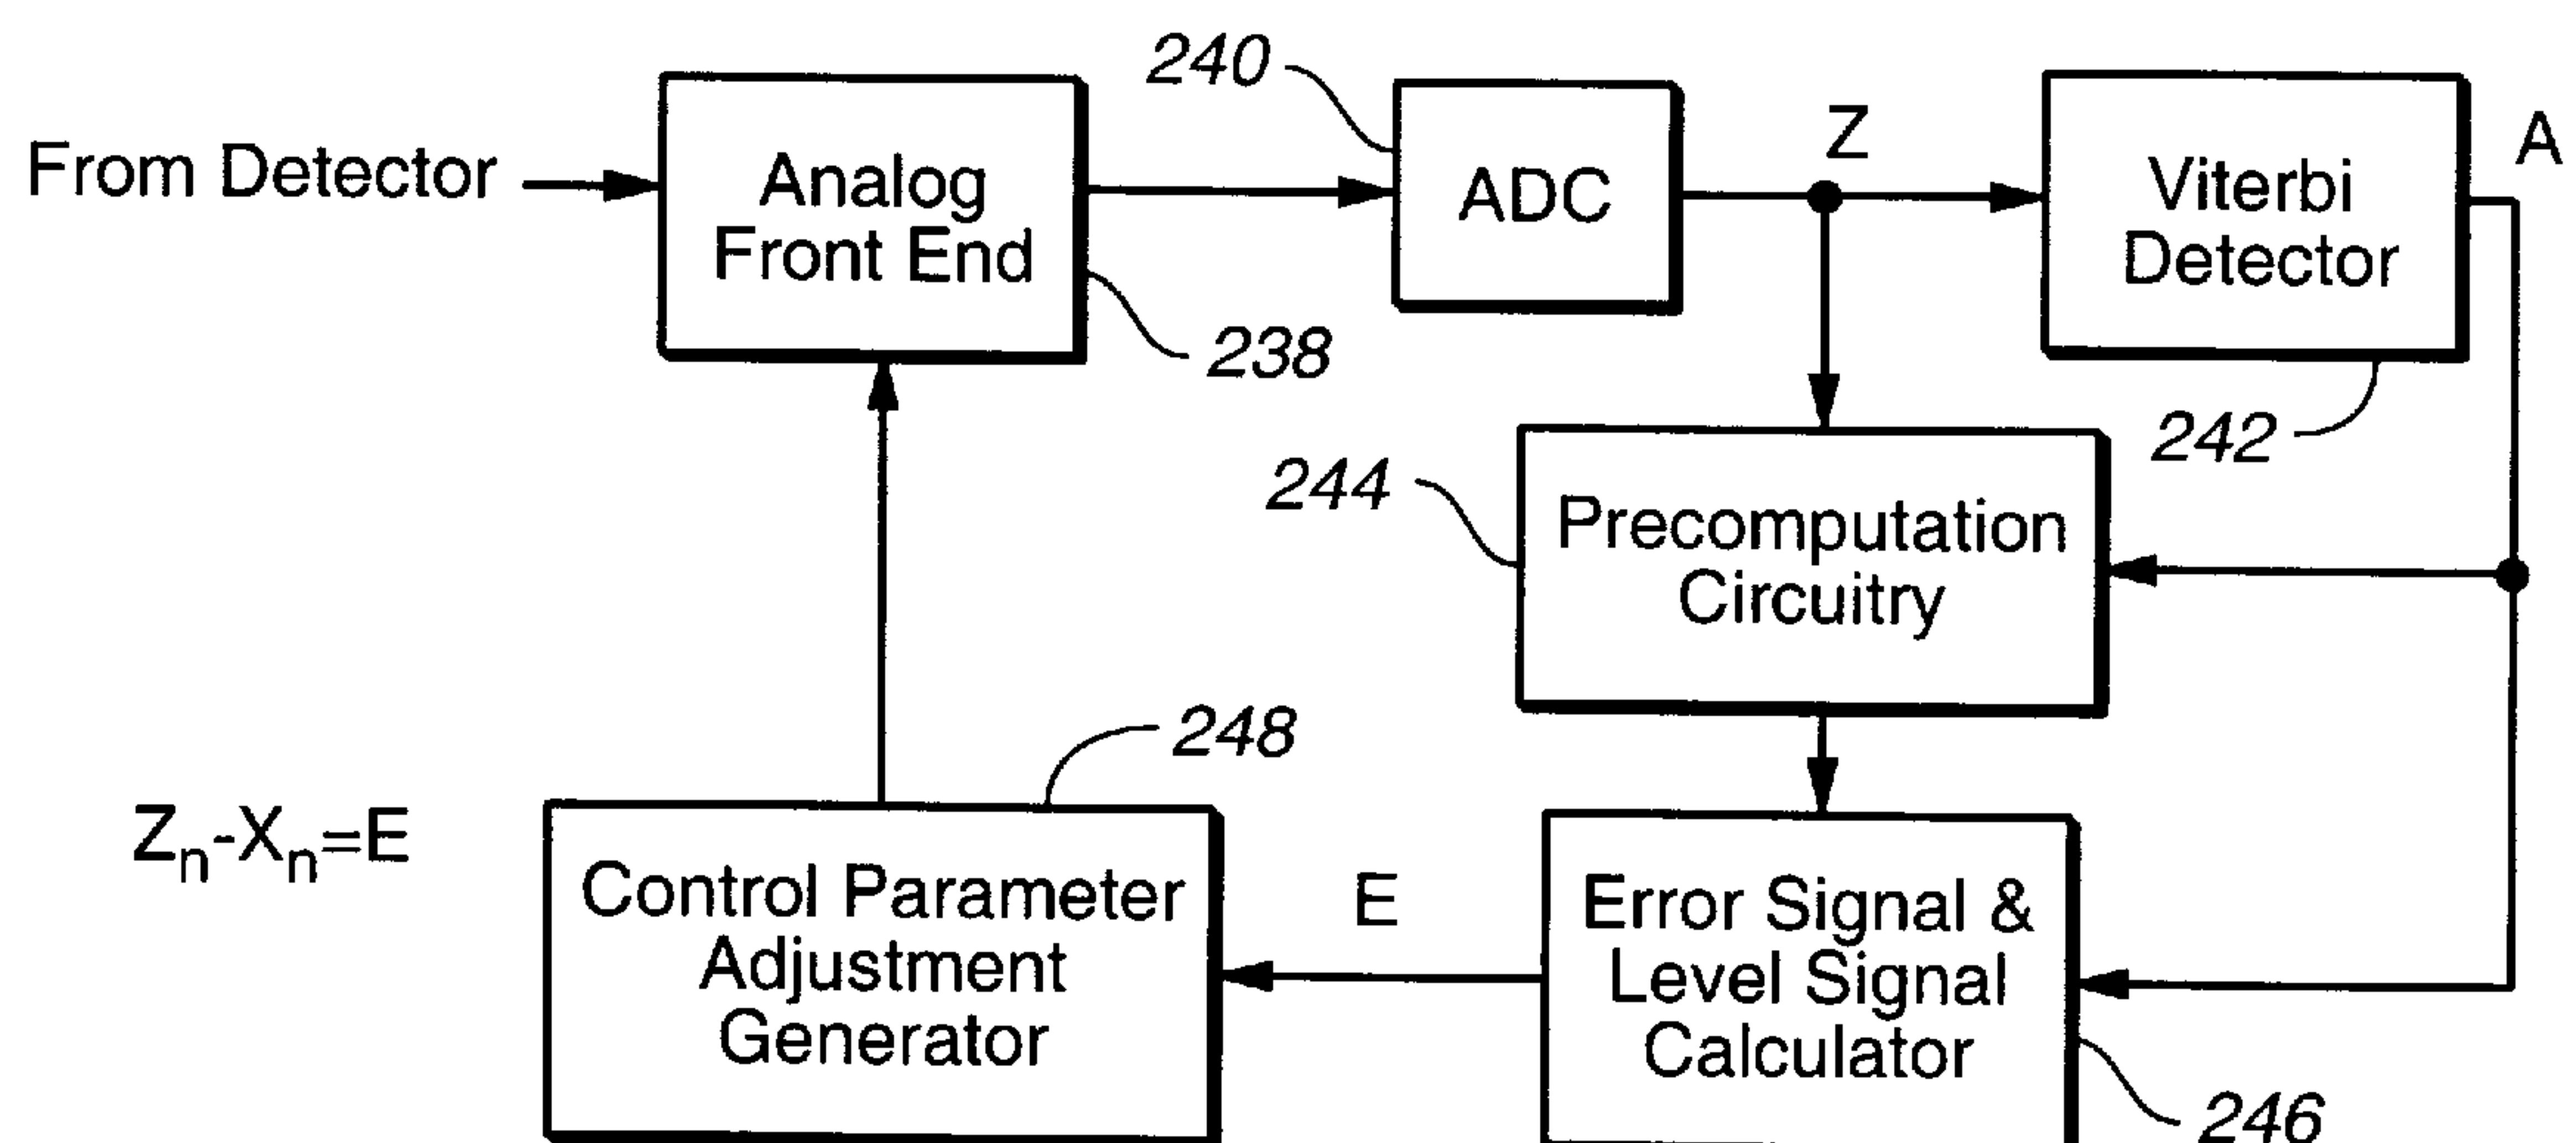 240
From Detector
Analog
Front End
238
ADC
Z
Viterbi
Detector
A
242
244
Precomputation
Circuitry
248
Zn-Xn=E
Control Parameter
Adjustment
Generator
E
Error Signal &
Level Signal
Calculator
246